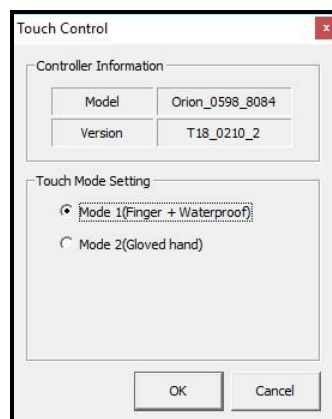 Touch Control
x
Controller Information
Model Orion_0598_8084
Version T18_0210_2
Touch Mode Setting
Mode 1(Finger + Waterproof)
Mode 2(Gloved hand)
OK Cancel